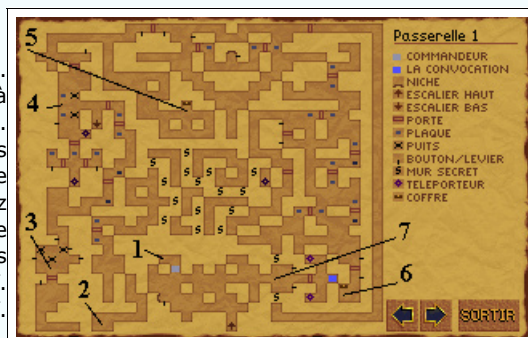 Passerelle 1
COMMANDEUR
LA CONVOCATION
NICHE
ESCALIER HAUT
ESCALIER BAS
PORTE
PLAQUE
PUITS
BOUTON/LEVIER
S MUR SECRET
TELEPORTEUR
COFFRE
SORTIR
5
4
3
2
1
7
6
S
S
S
S
S
S
S
S
S
S
S
S
S
S
à
s
e
z
e
s